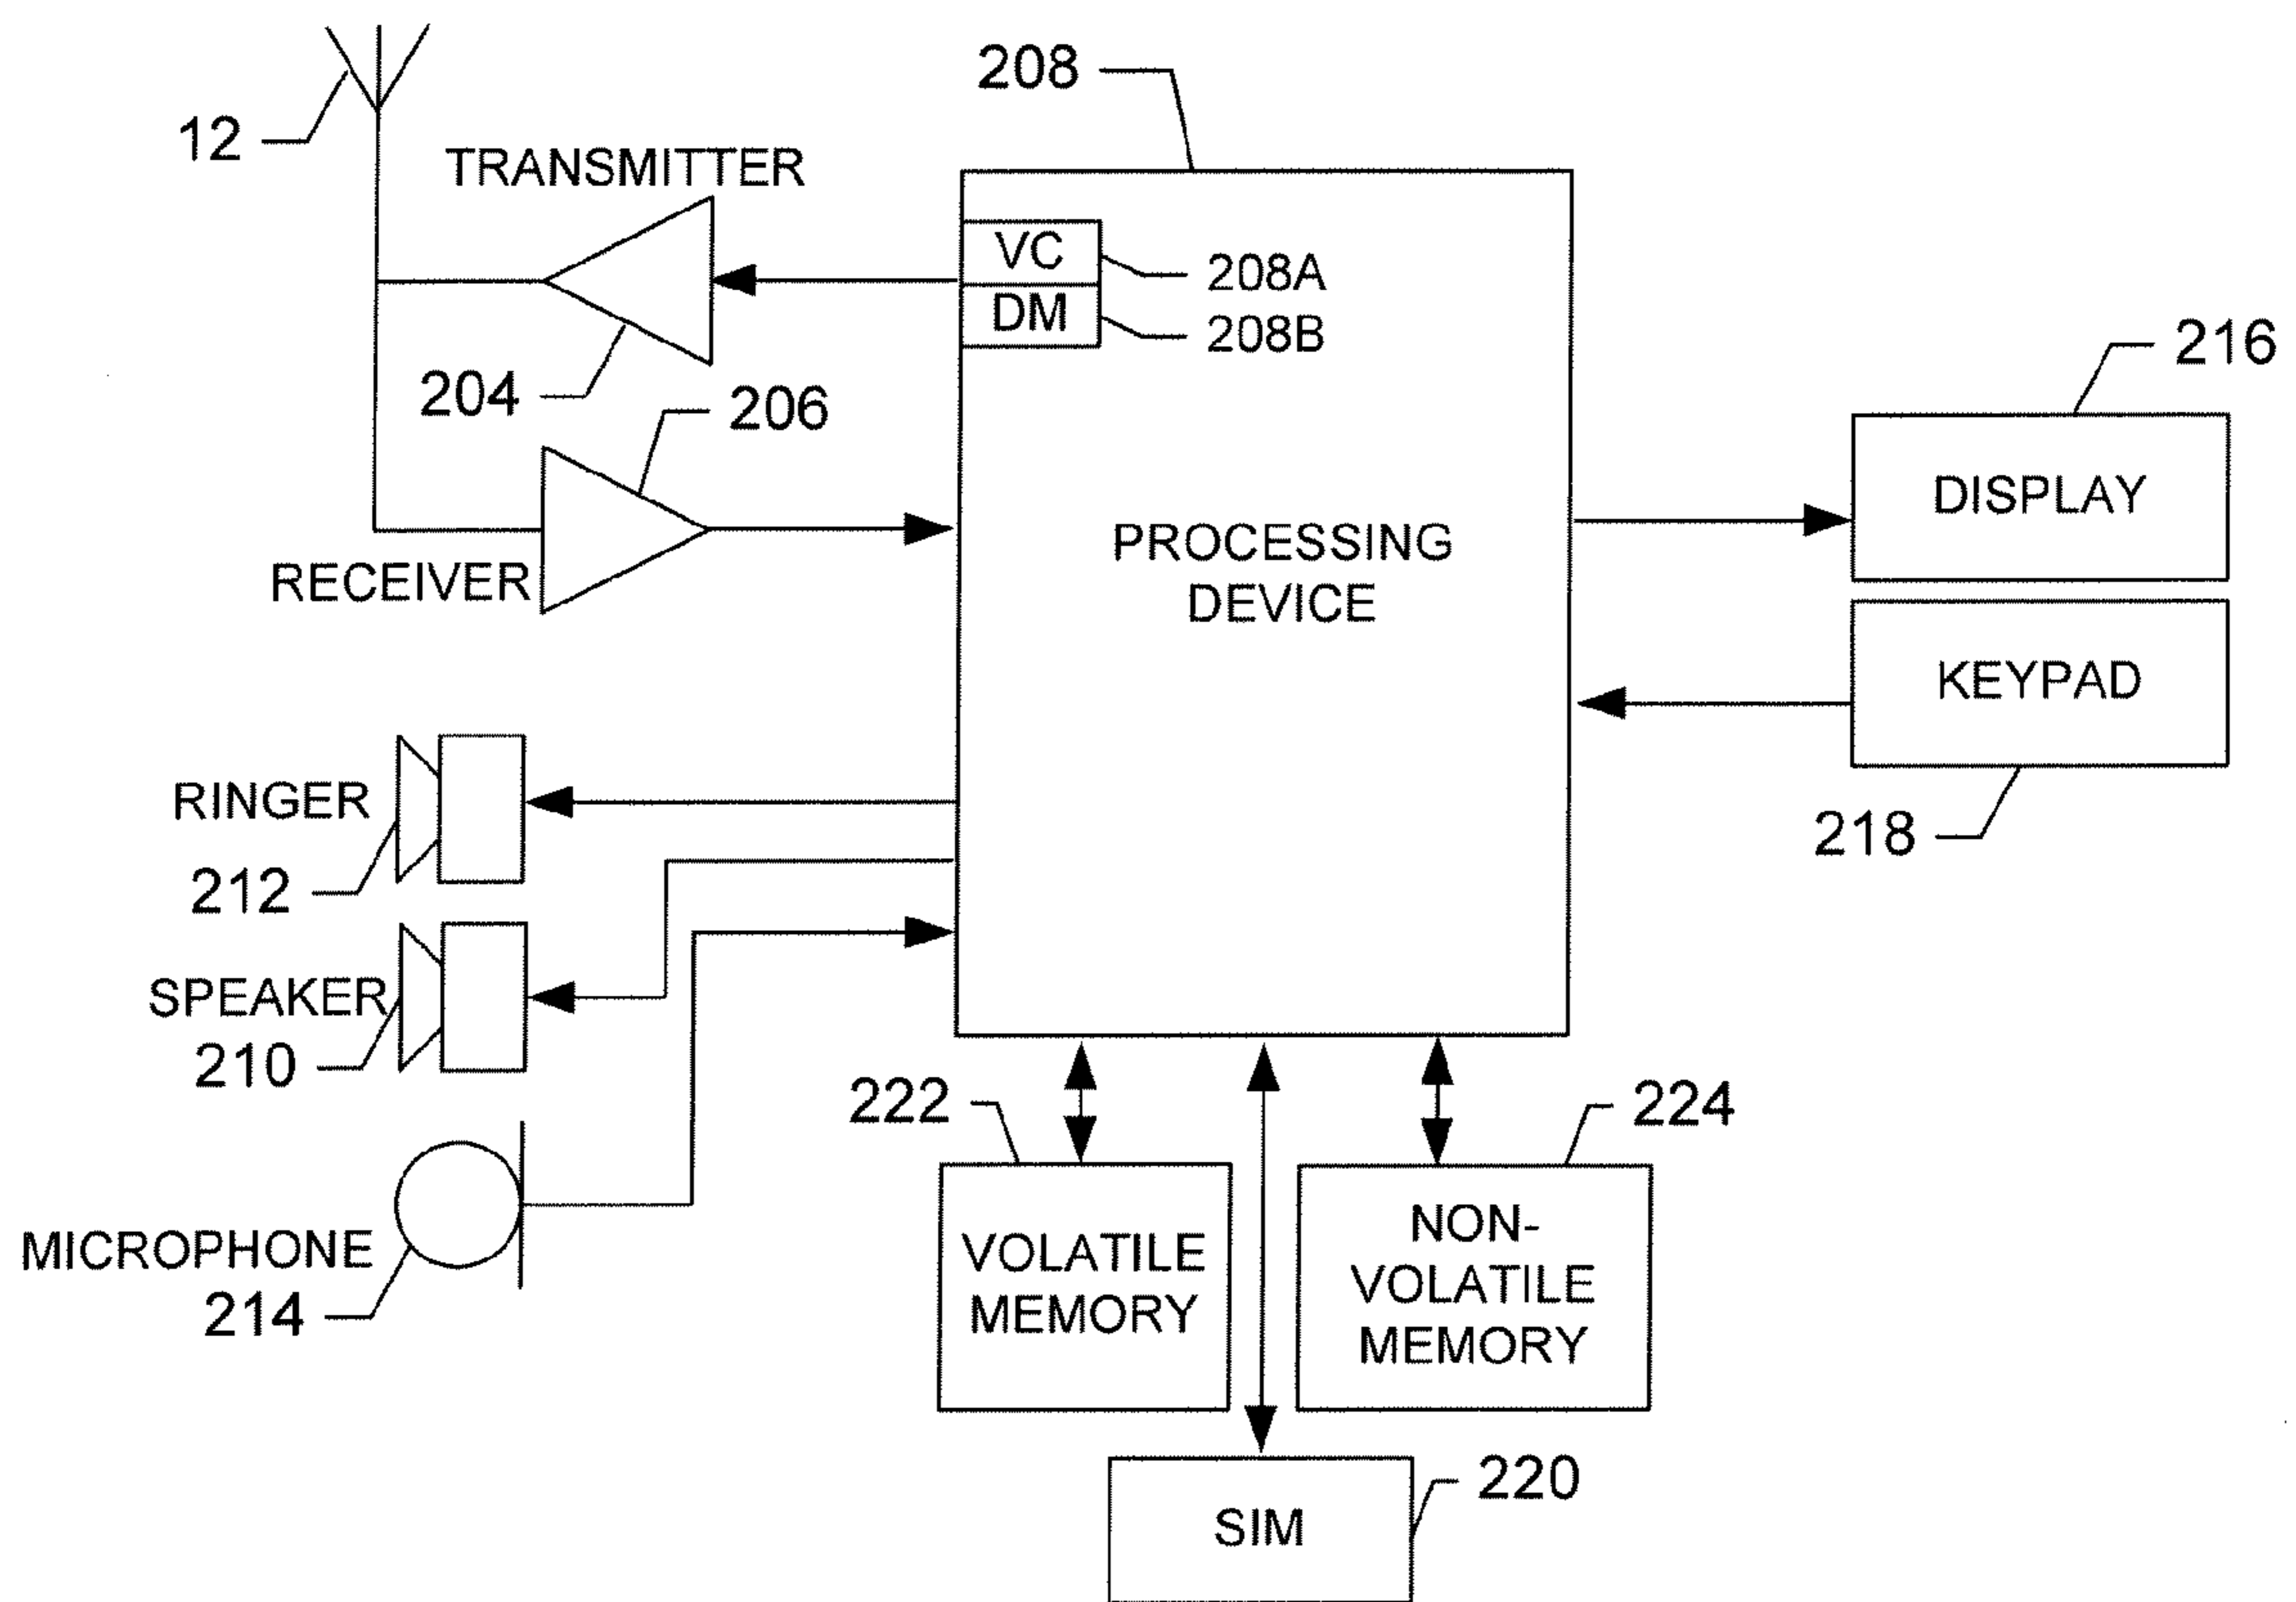 208
12
TRANSMITTER
VC
208A
DM
208B
216
204
206
DISPLAY
PROCESSING
DEVICE
RECEIVER
KEYPAD
RINGER
218
212
SPEAKER
210
222
224
NON-
VOLATILE
MEMORY
VOLATILE
MEMORY
MICROPHONE
214
220
SIM